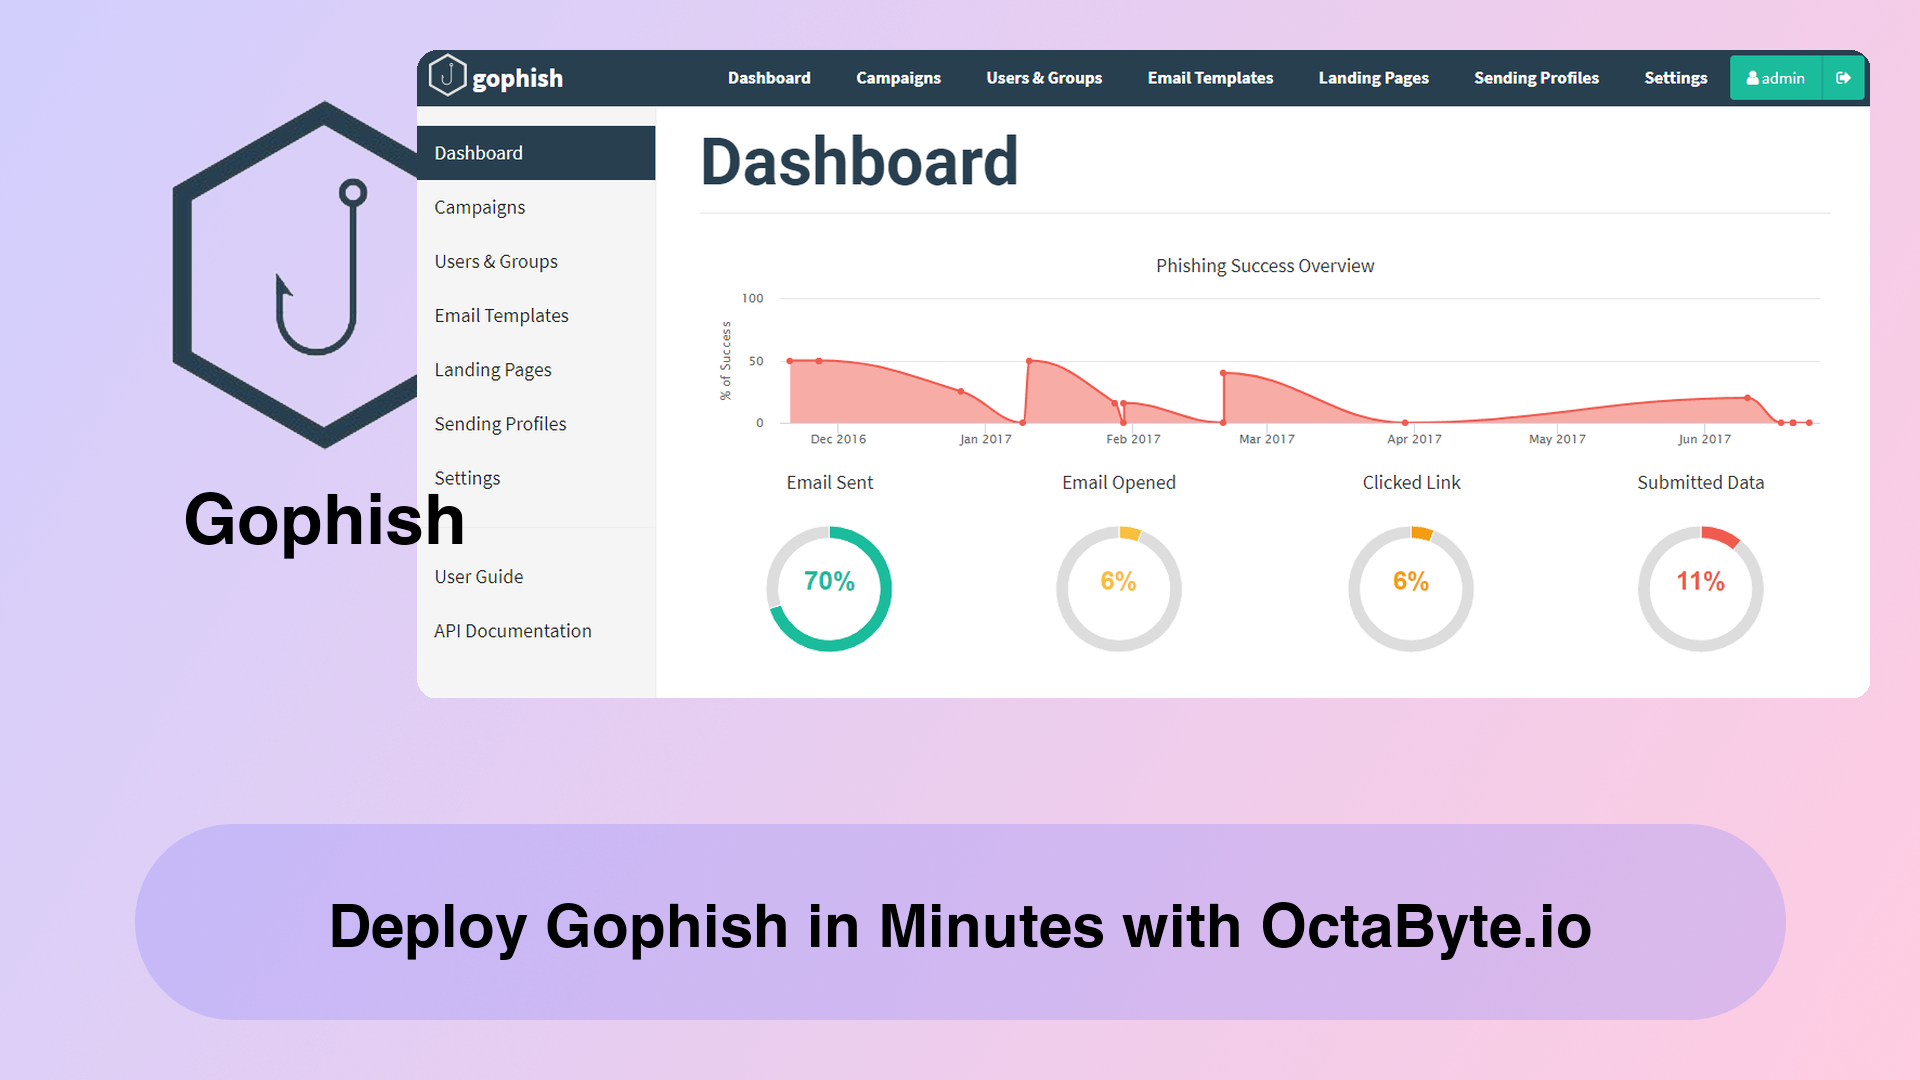 gophish
Dashboard Campaigns Users & Groups Email Templates Landing Pages Sending Profiles Settings admin
Dashboard
Campaigns
Users & Groups
Email Templates
Landing Pages
Sending Profiles
Settings
User Guide
API Documentation
Gophish
Dashboard
Phishing Success Overview
% of Success
100
50
0
Dec 2016 Jan 2017 Feb 2017 Mar 2017 Apr 2017 May 2017 Jun 2017
Email Sent Email Opened Clicked Link Submitted Data
70% 6% 6% 11%
Deploy Gophish in Minutes with OctaByte.io